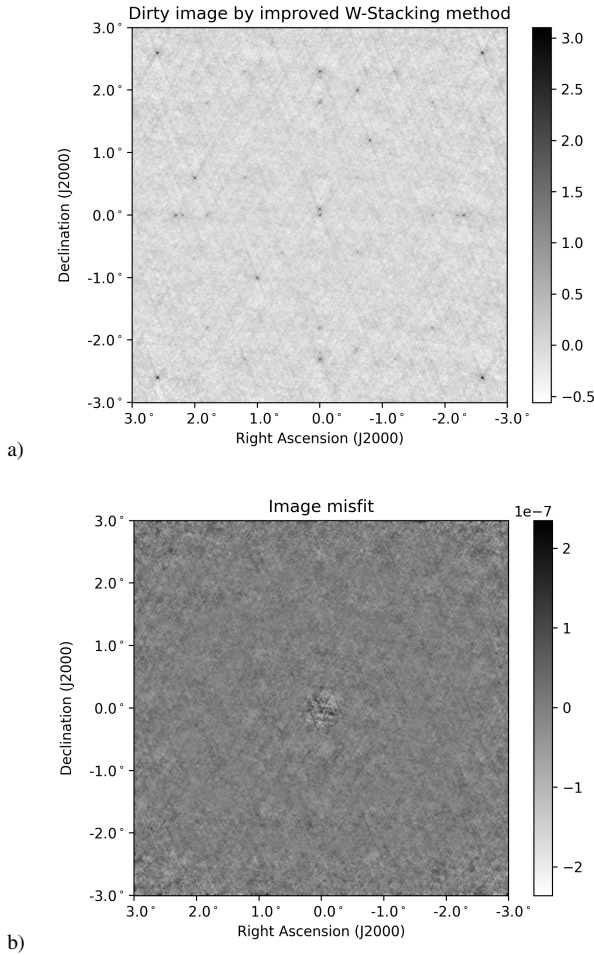 Dirty image by improved W-Stacking method
3.0°
2.0°
1.0°
0.0°
-1.0°
-2.0°
-3.0°
Declination (J2000)
3.0° 2.0° 1.0° 0.0° -1.0° -2.0° -3.0°
Right Ascension (J2000)
3.0
2.5
2.0
1.5
1.0
0.5
0.0
−0.5
a)
Image misfit
1e−7
3.0°
2.0°
1.0°
0.0°
-1.0°
-2.0°
-3.0°
Declination (J2000)
3.0° 2.0° 1.0° 0.0° -1.0° -2.0° -3.0°
Right Ascension (J2000)
2
1
0
−1
−2
b)